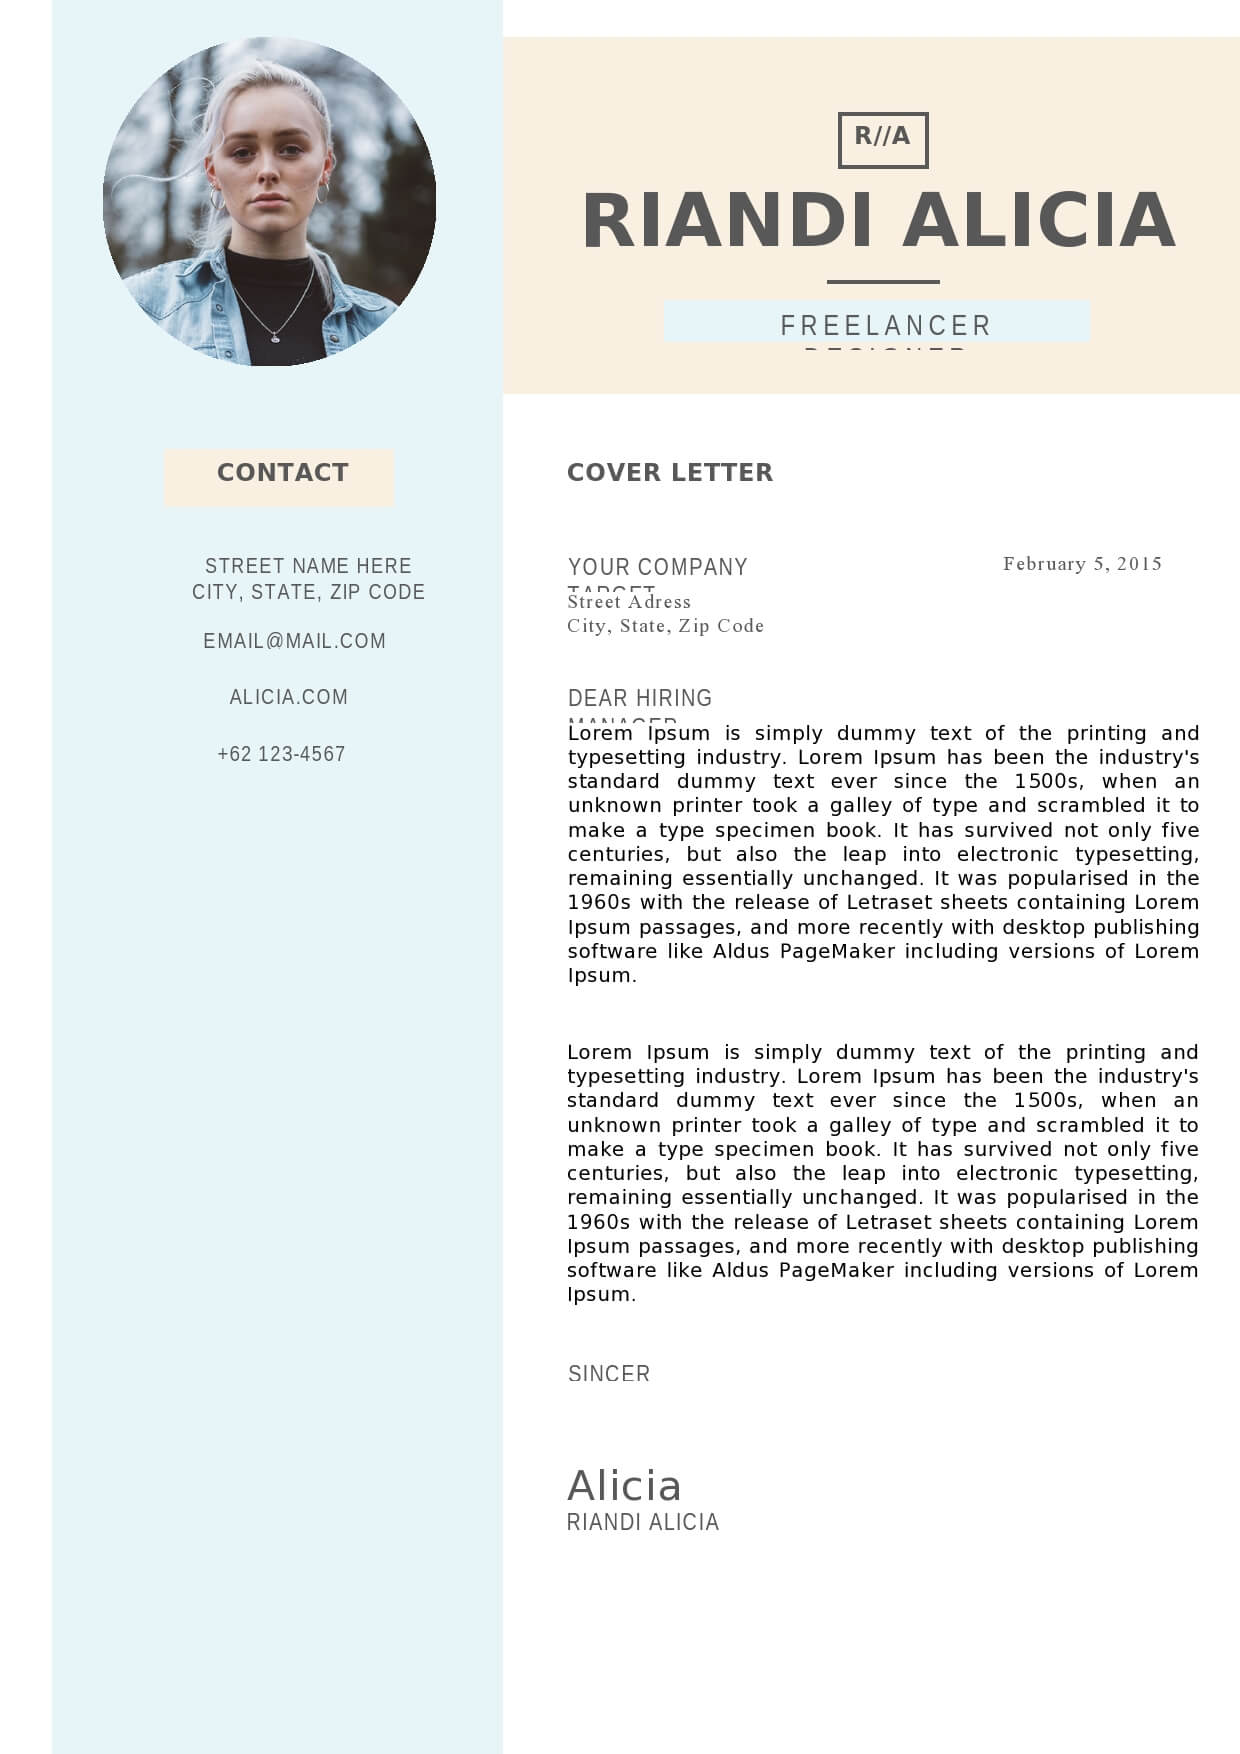 R//A
RIANDI ALICIA
FREELANCER
DESIGNER
CONTACT
STREET NAME HERE
CITY, STATE, ZIP CODE
EMAIL@MAIL.COM
ALICIA.COM
+62 123-4567
COVER LETTER
YOUR COMPANY
TARGET
February 5, 2015
Street Adress
City, State, Zip Code
DEAR HIRING
MANAGER
Lorem Ipsum is simply dummy text of the printing and
typesetting industry. Lorem Ipsum has been the industry's
standard dummy text ever since the 1500s, when an
unknown printer took a galley of type and scrambled it to
make a type specimen book. It has survived not only five
centuries, but also the leap into electronic typesetting,
remaining essentially unchanged. It was popularised in the
1960s with the release of Letraset sheets containing Lorem
Ipsum passages, and more recently with desktop publishing
software like Aldus PageMaker including versions of Lorem
Ipsum.
Lorem Ipsum is simply dummy text of the printing and
typesetting industry. Lorem Ipsum has been the industry's
standard dummy text ever since the 1500s, when an
unknown printer took a galley of type and scrambled it to
make a type specimen book. It has survived not only five
centuries, but also the leap into electronic typesetting,
remaining essentially unchanged. It was popularised in the
1960s with the release of Letraset sheets containing Lorem
Ipsum passages, and more recently with desktop publishing
software like Aldus PageMaker including versions of Lorem
Ipsum.
SINCER
Alicia
RIANDI ALICIA